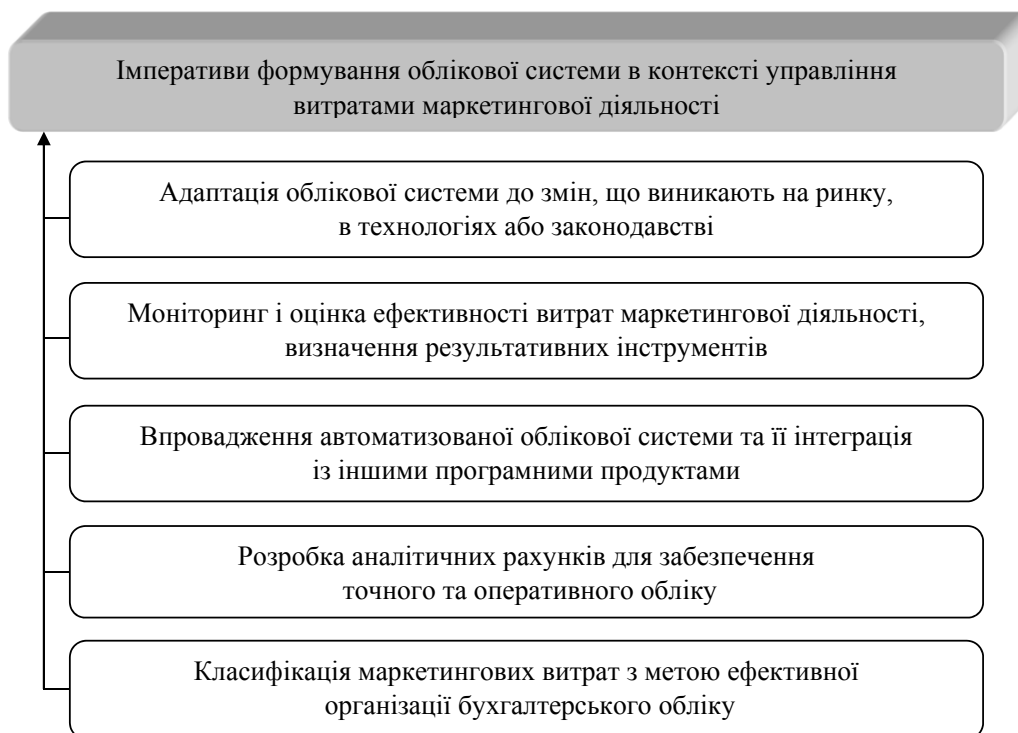 Імперативи формування облікової системи в контексті управління
витратами маркетингової діяльності
Адаптація облікової системи до змін, що виникають на ринку,
в технологіях або законодавстві
Моніторинг і оцінка ефективності витрат маркетингової діяльності,
визначення результативних інструментів
Впровадження автоматизованої облікової системи та її інтеграція
із іншими програмними продуктами
Розробка аналітичних рахунків для забезпечення
точного та оперативного обліку
Класифікація маркетингових витрат з метою ефективної
організації бухгалтерського обліку